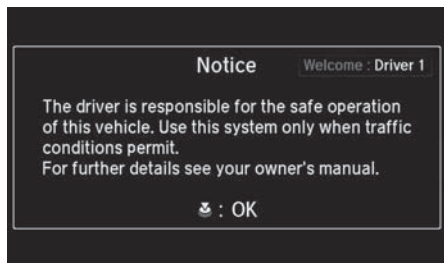 Notice
Welcome : Driver 1
The driver is responsible for the safe operation
of this vehicle. Use this system only when traffic
conditions permit.
For further details see your owner's manual.
: OK